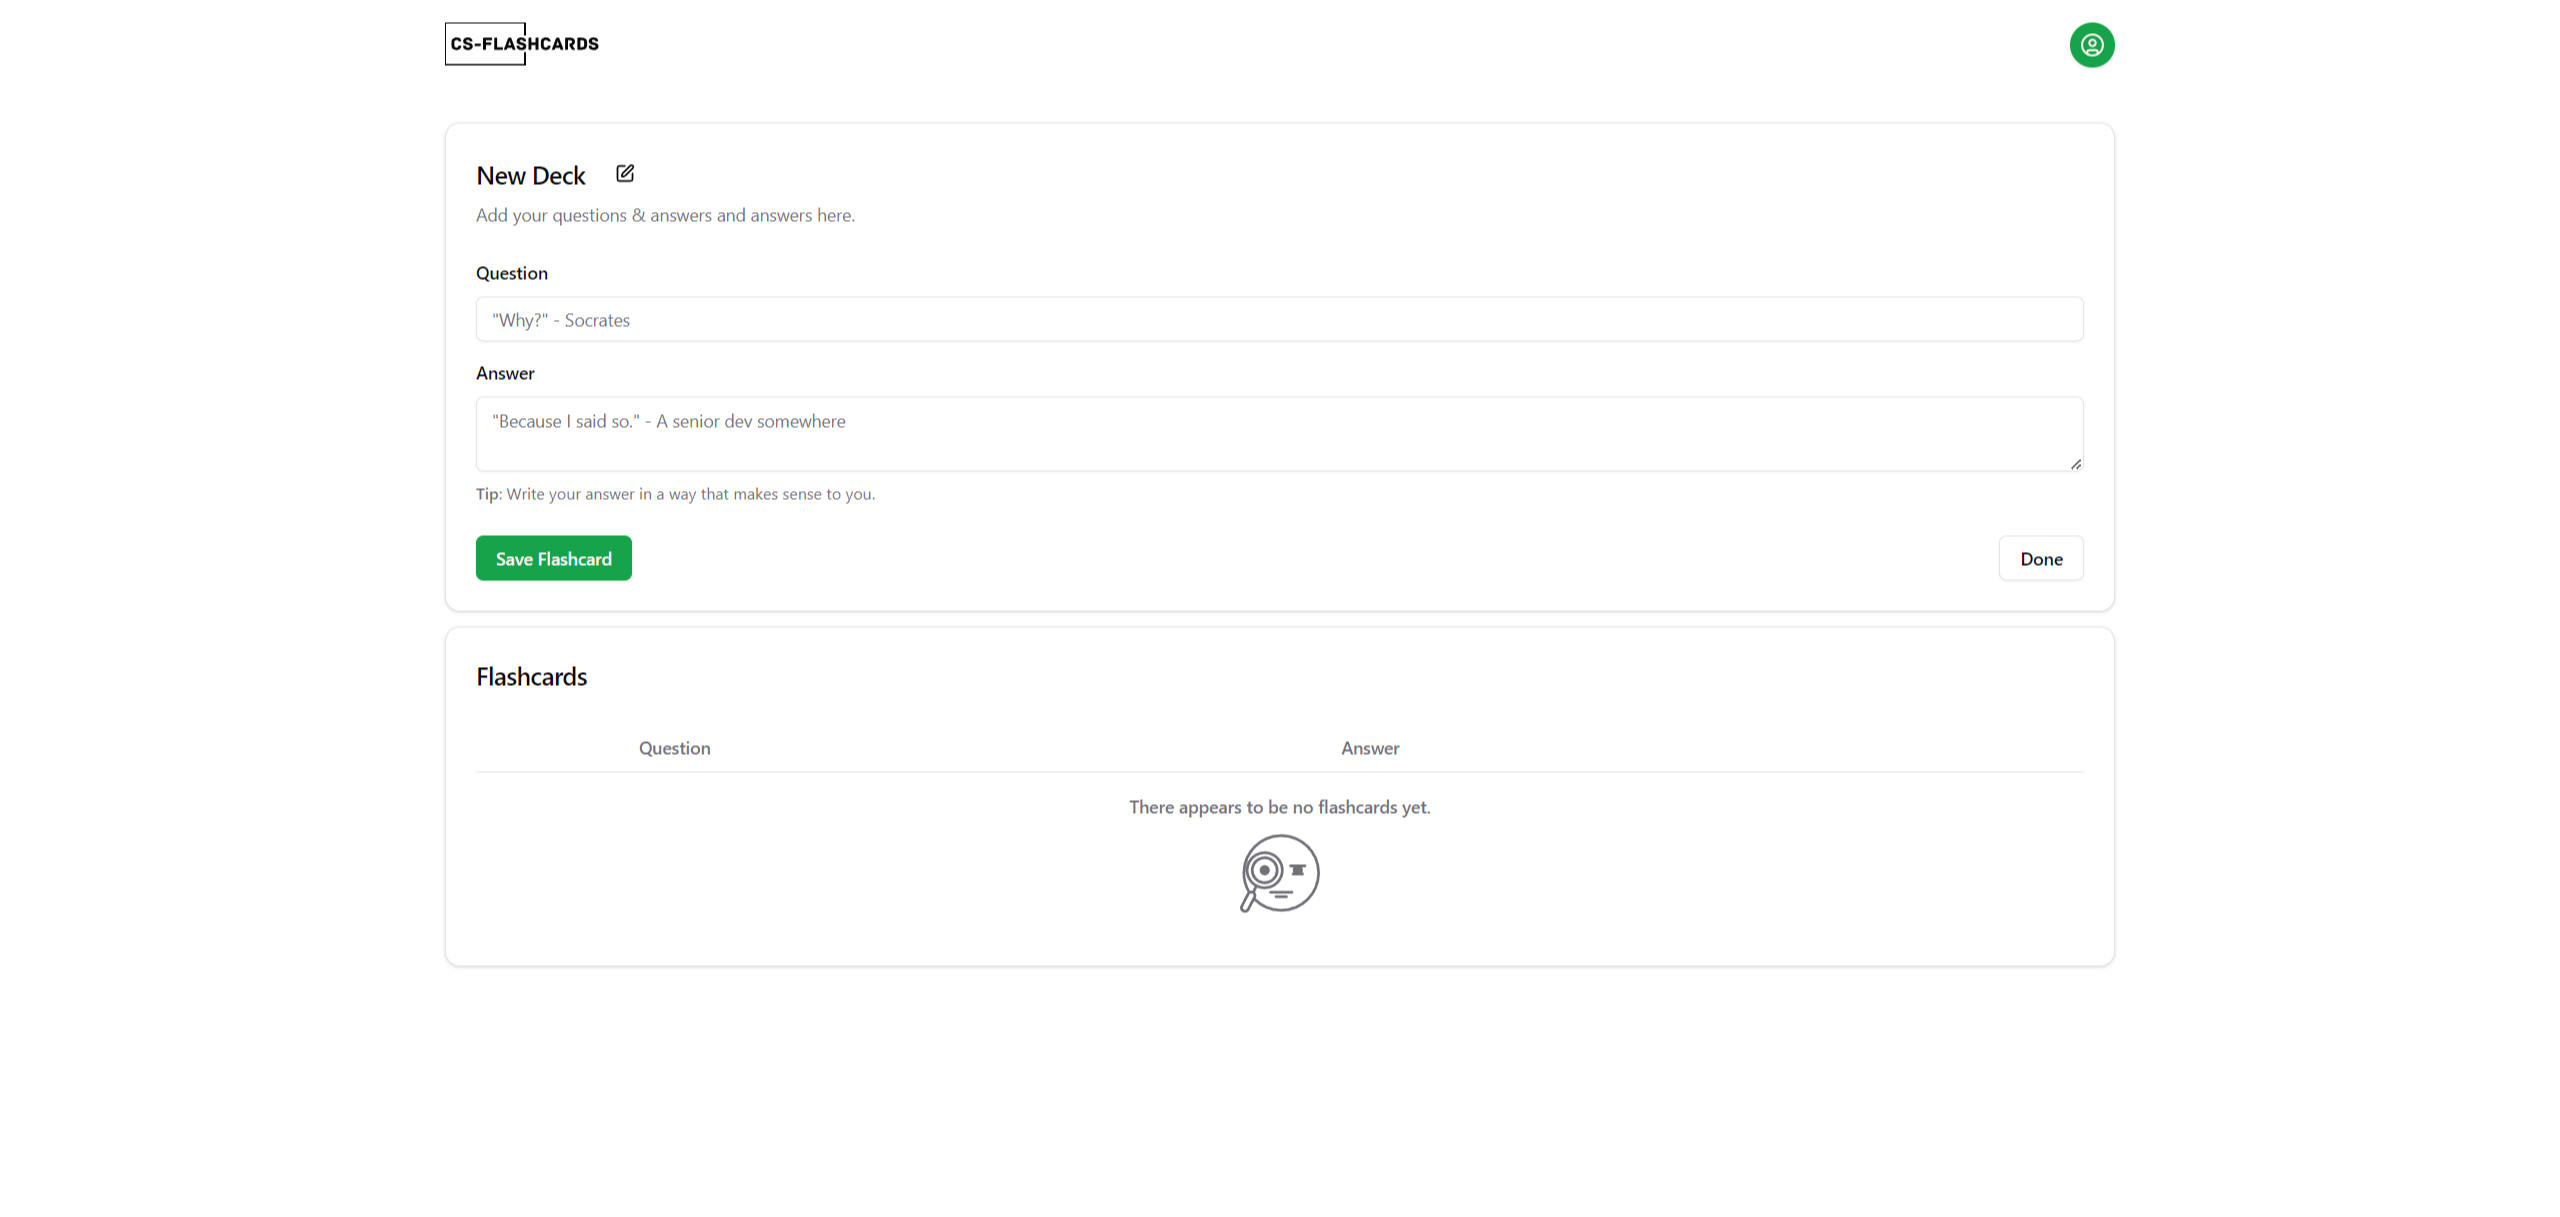 CS-FLASHCARDS
New Deck
Add your questions & answers and answers here.
Question
"Why?" - Socrates
Answer
"Because I said so." - A senior dev somewhere
Tip: Write your answer in a way that makes sense to you.
Save Flashcard
Done
Flashcards
Question Answer
There appears to be no flashcards yet.